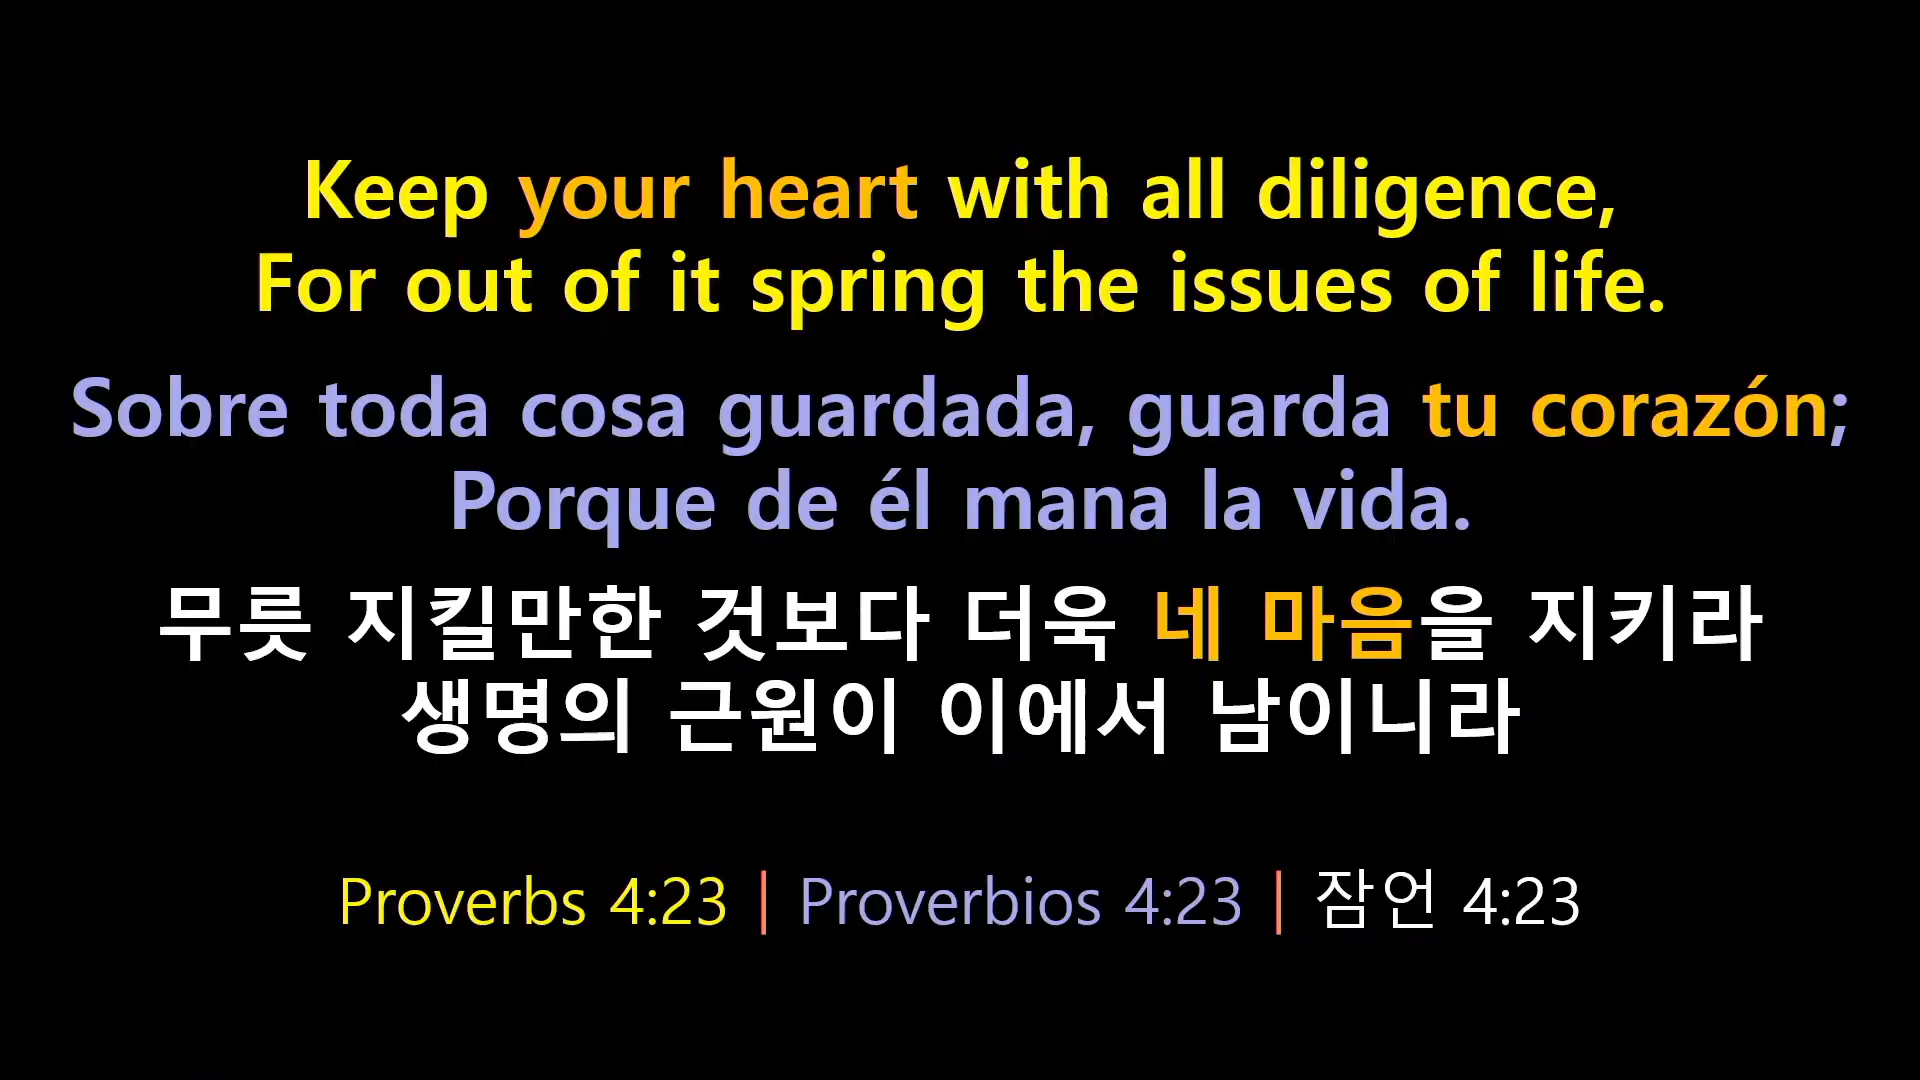 Keep your heart with all diligence,
For out of it spring the issues of life.
Sobre toda cosa guardada, guarda tu corazón;
Porque de él mana la vida.
무릇 지킬만한 것보다 더욱 네 마음을 지키라
생명의 근원이 이에서 남이니라
Proverbs 4:23 | Proverbios 4:23 | 잠언 4:23